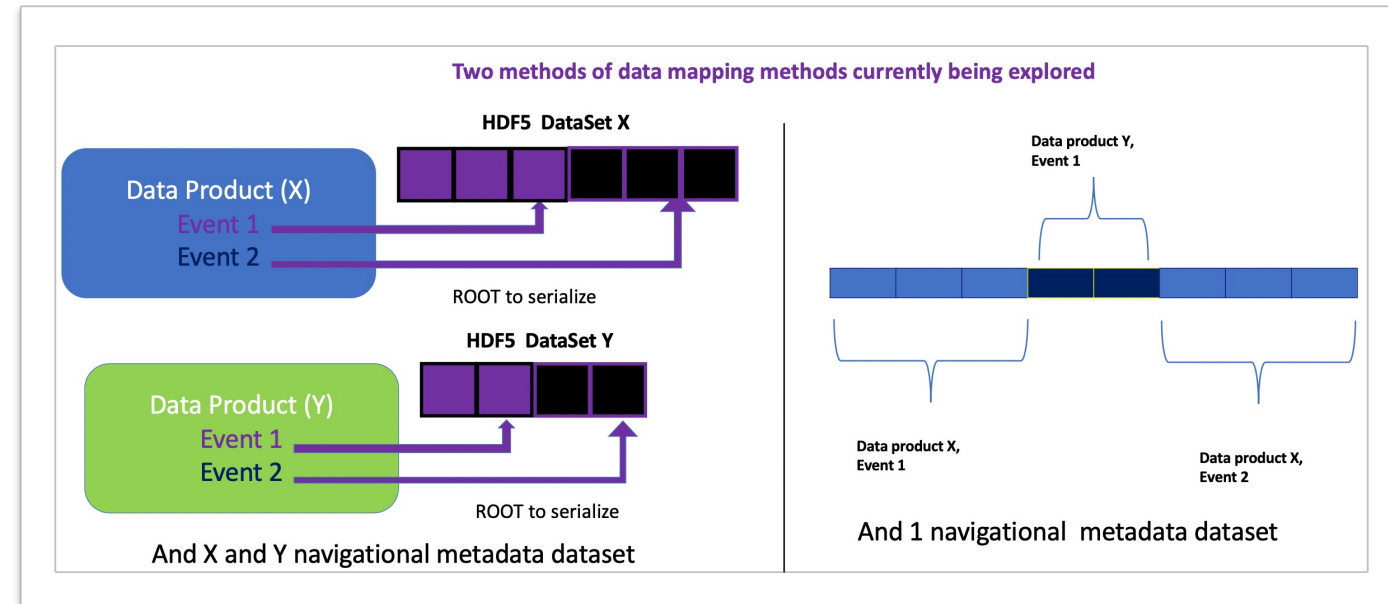 Two methods of data mapping methods currently being explored
HDF5 DataSet X
Data Product (X)
Event 1
Event 2
ROOT to serialize
HDF5 DataSet Y
Data Product (Y)
Event 1
Event 2
ROOT to serialize
And X and Y navigational metadata dataset
Data product Y,
Event 1
Data product X,
Event 1
Data product X,
Event 2
And 1 navigational metadata dataset